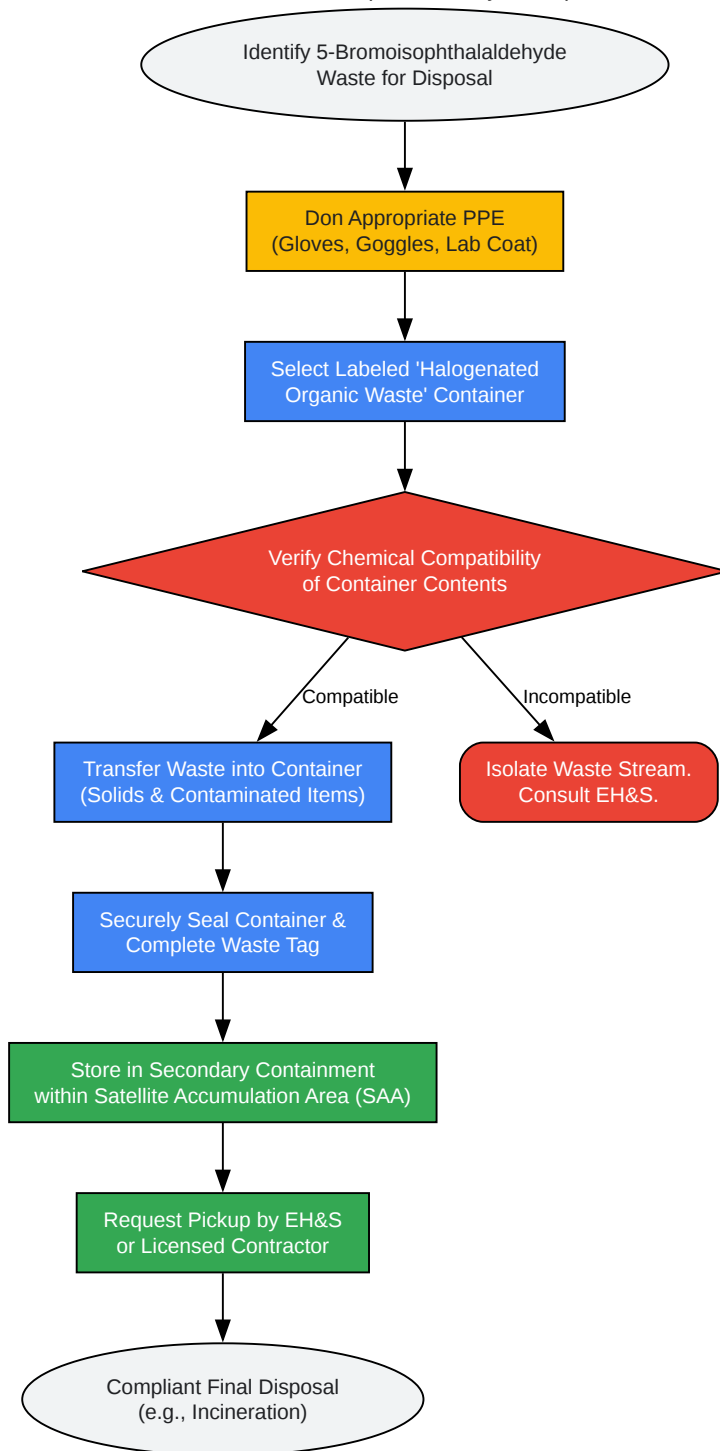 Identify 5-Bromoisophthalaldehyde
Waste for Disposal
Don Appropriate PPE
(Gloves, Goggles, Lab Coat)
Select Labeled 'Halogenated
Organic Waste' Container
Verify Chemical Compatibility
of Container Contents
Compatible
Incompatible
Transfer Waste into Container
(Solids & Contaminated Items)
Isolate Waste Stream.
Consult EH&S.
Securely Seal Container &
Complete Waste Tag
Store in Secondary Containment
within Satellite Accumulation Area (SAA)
Request Pickup by EH&S
or Licensed Contractor
Compliant Final Disposal
(e.g., Incineration)